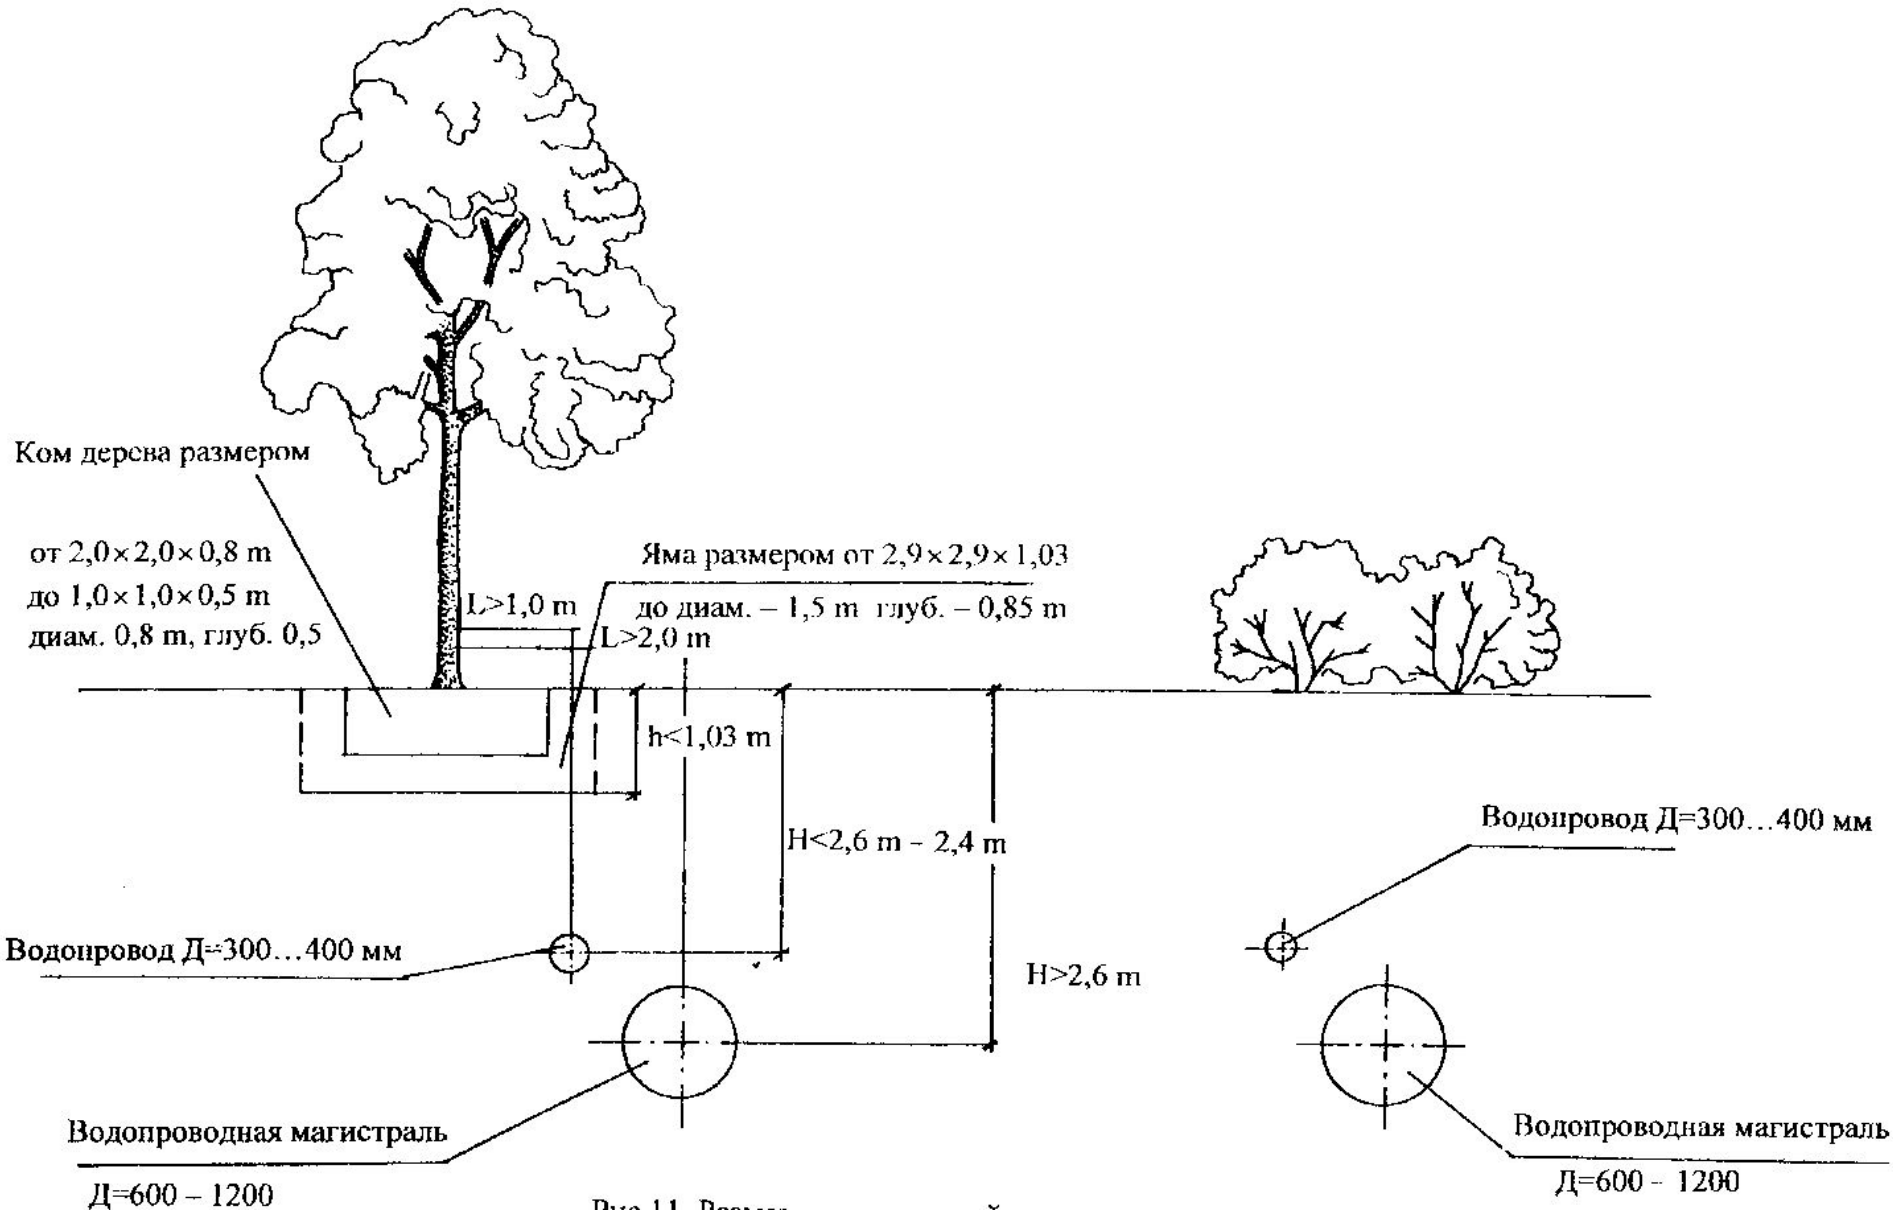 Ком дерева размером
от 2,0×2,0×0,8 m
до 1,0×1,0×0,5 m
диам. 0,8 m, глуб. 0,5
Яма размером от 2,9×2,9×1,03
до диам. – 1,5 m глуб. – 0,85 m
L>1,0 m
L>2,0 m
h<1,03 m
H<2,6 m – 2,4 m
H>2,6 m
Водопровод Д=300...400 мм
Водопровод Д=300...400 мм
Водопроводная магистраль
Д=600 – 1200
Водопроводная магистраль
Д=600 – 1200
Рис 11